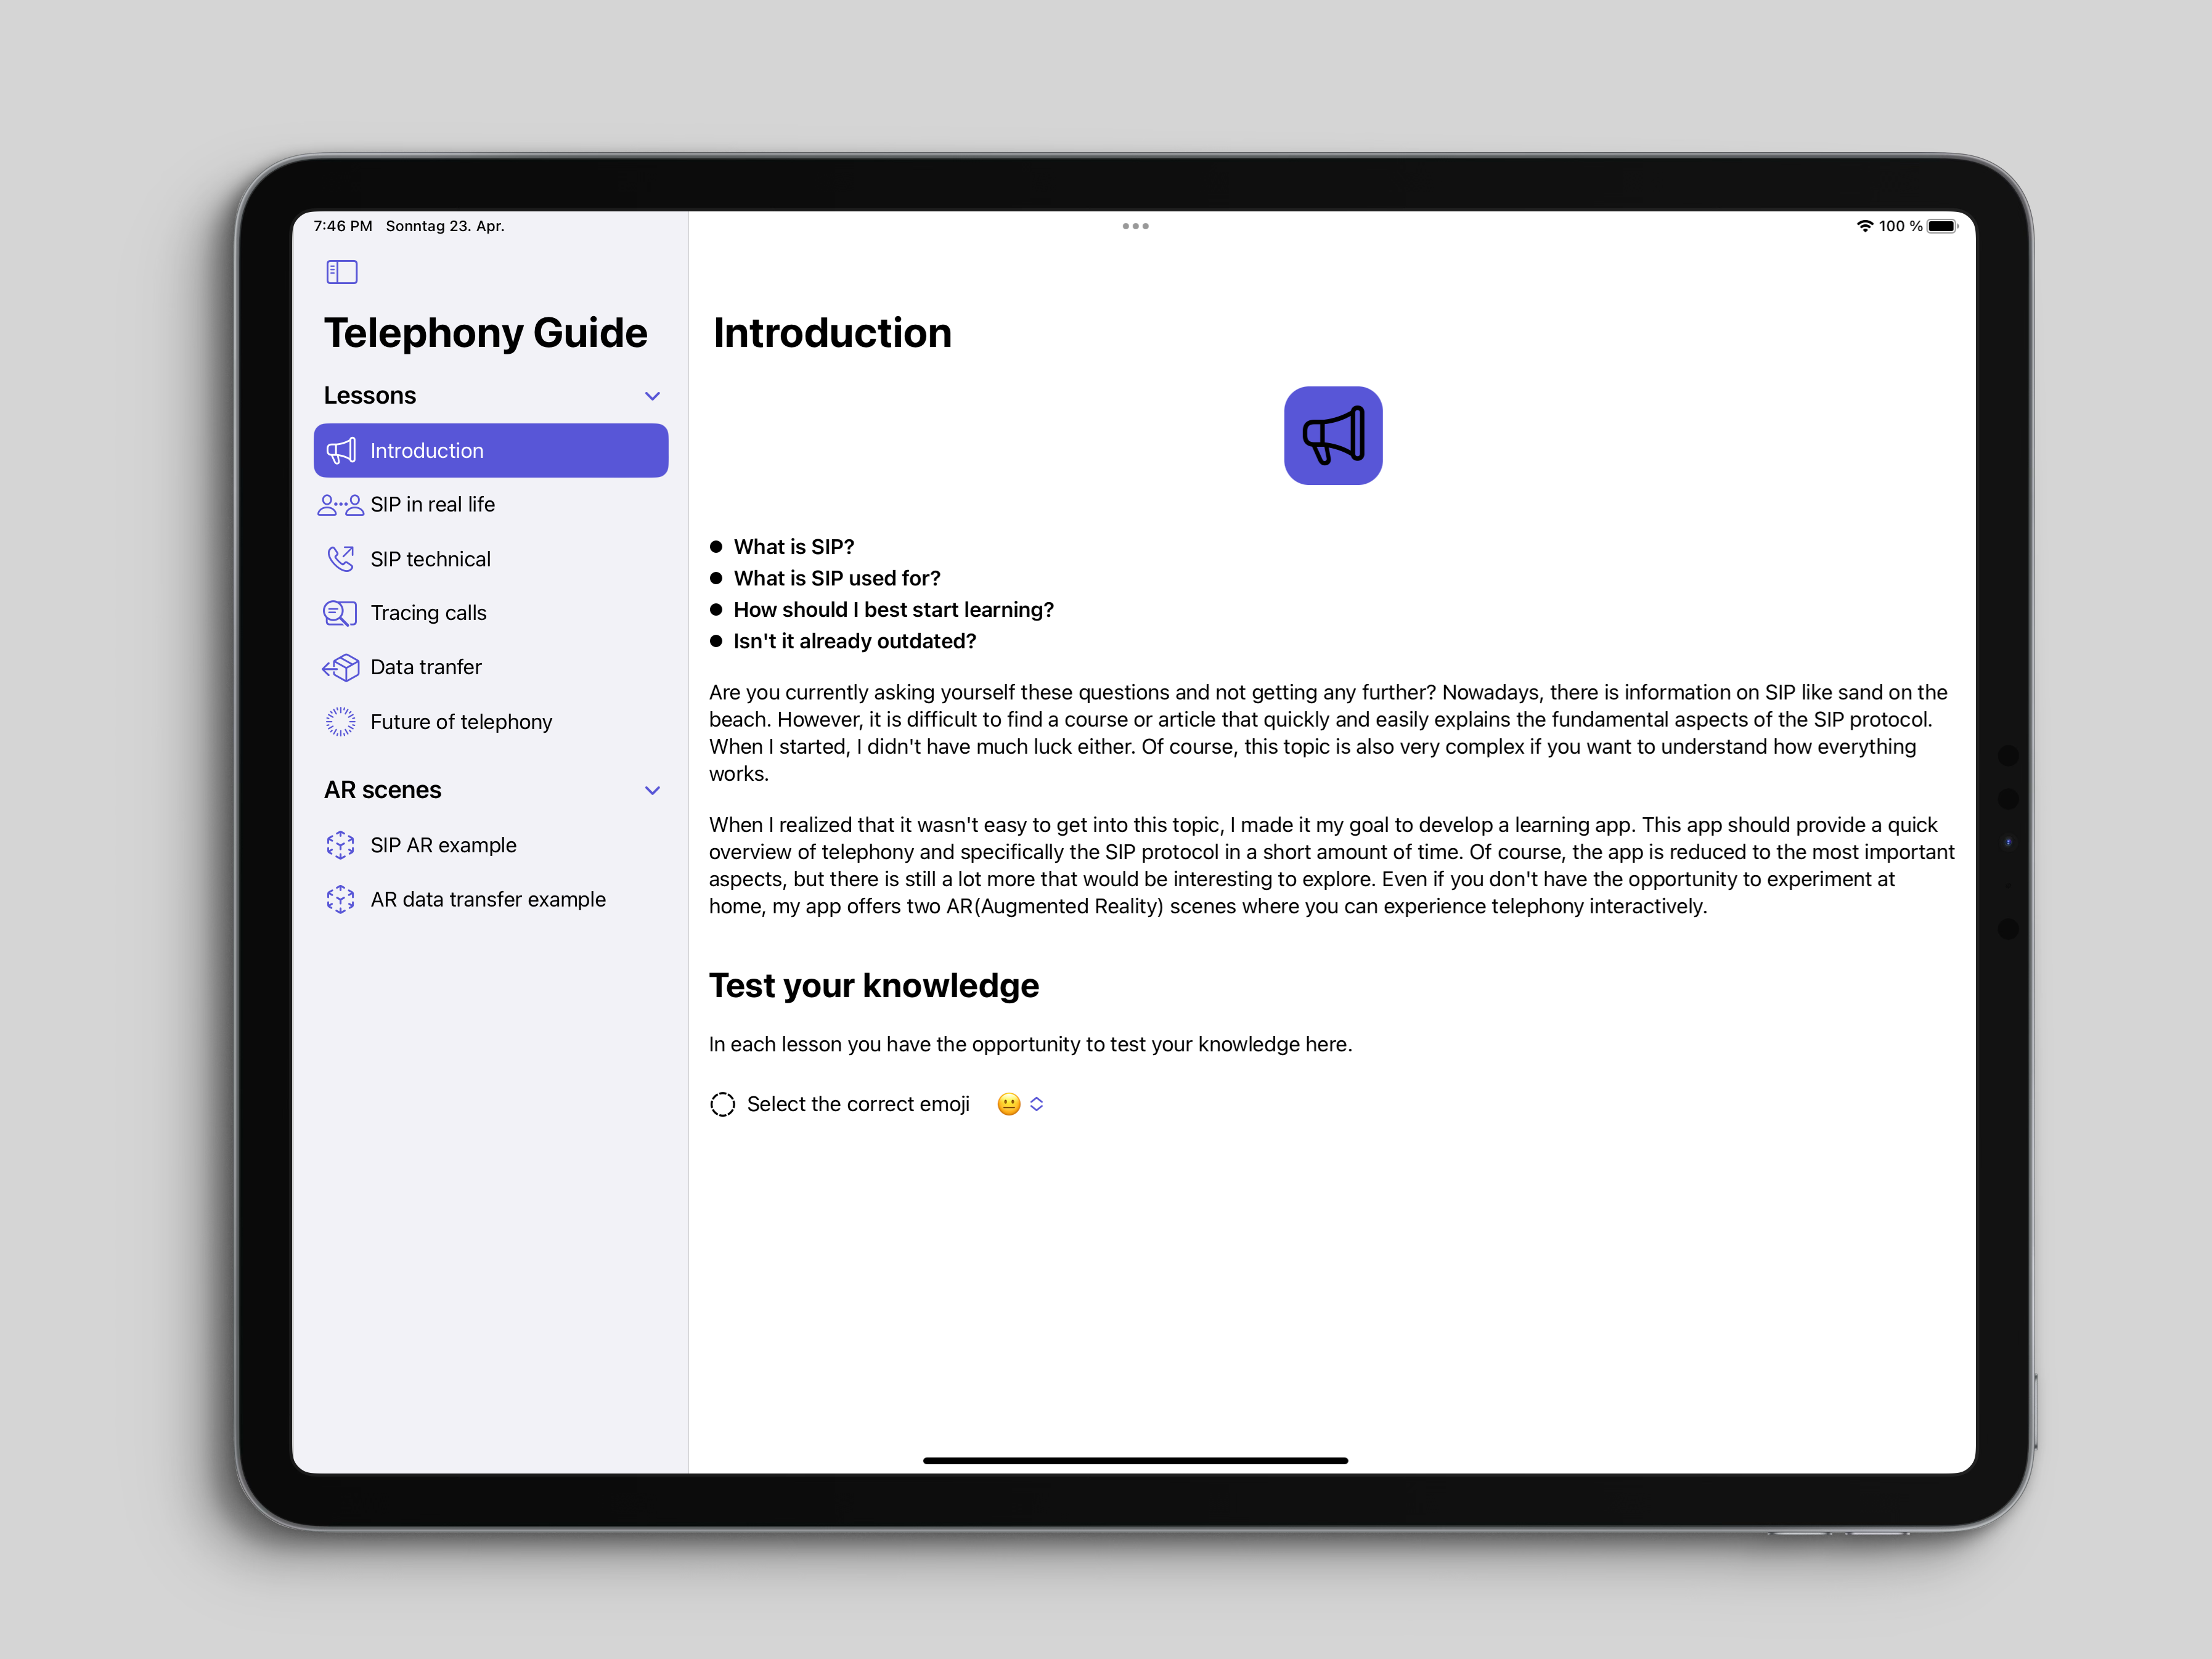 7:46 PM Sonntag 23. Apr.
100 %
Telephony Guide
Lessons
Introduction
SIP in real life
SIP technical
Tracing calls
Data tranfer
Future of telephony
AR scenes
SIP AR example
AR data transfer example
Introduction
What is SIP?
What is SIP used for?
How should I best start learning?
Isn't it already outdated?
Are you currently asking yourself these questions and not getting any further? Nowadays, there is information on SIP like sand on the
beach. However, it is difficult to find a course or article that quickly and easily explains the fundamental aspects of the SIP protocol.
When I started, I didn't have much luck either. Of course, this topic is also very complex if you want to understand how everything
works.
When I realized that it wasn't easy to get into this topic, I made it my goal to develop a learning app. This app should provide a quick
overview of telephony and specifically the SIP protocol in a short amount of time. Of course, the app is reduced to the most important
aspects, but there is still a lot more that would be interesting to explore. Even if you don't have the opportunity to experiment at
home, my app offers two AR(Augmented Reality) scenes where you can experience telephony interactively.
Test your knowledge
In each lesson you have the opportunity to test your knowledge here.
Select the correct emoji 😐